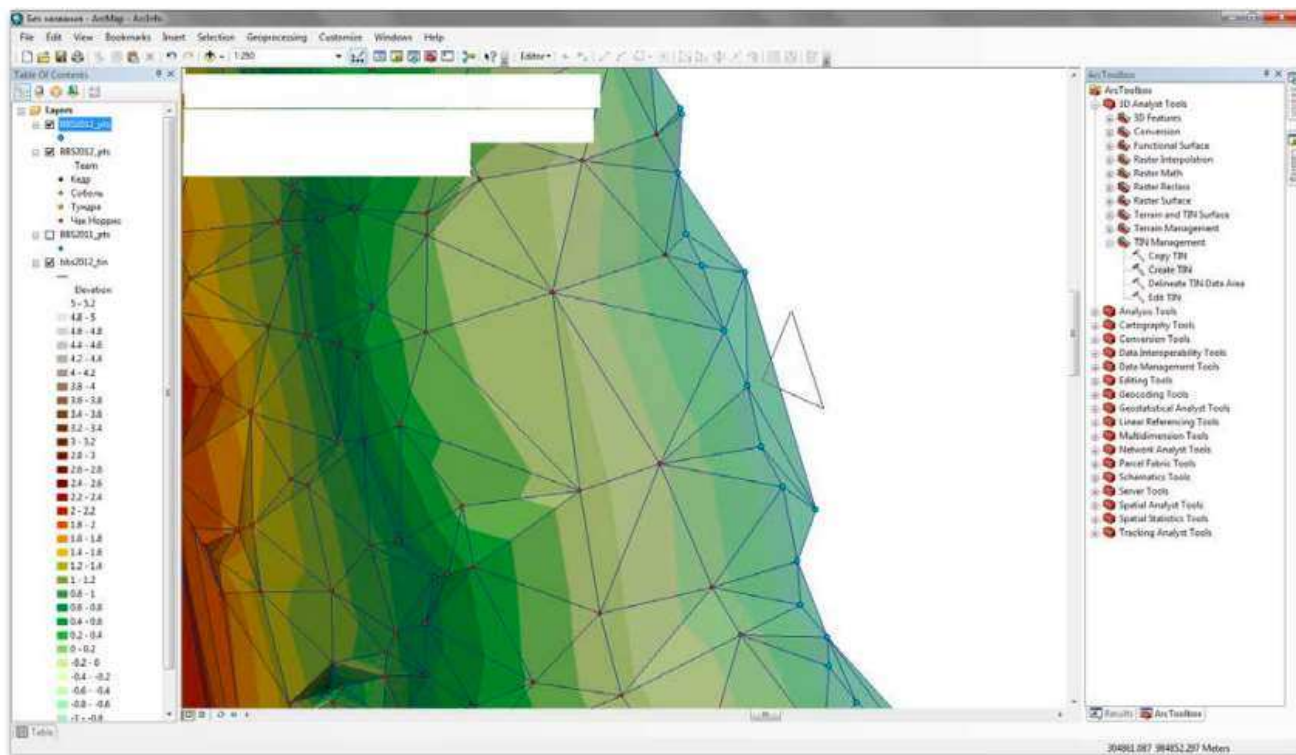 Без названия - ArcMap - ArcInfo
File Edit View Bookmarks Insert Selection Geoprocessing Customize Windows Help
Editor
Table Of Contents
Layers
RBS2012_pts
Team
Кедр
Соболь
Тундра
Чак Норрис
RBS2011_pts
bbs2012_tin
Elevation
5 - 5.2
4.8 - 5
4.6 - 4.8
4.4 - 4.6
4.2 - 4.4
4 - 4.2
3.8 - 4
3.6 - 3.8
3.4 - 3.6
3.2 - 3.4
3 - 3.2
2.8 - 3
2.6 - 2.8
2.4 - 2.6
2.2 - 2.4
2 - 2.2
1.8 - 2
1.6 - 1.8
1.4 - 1.6
1.2 - 1.4
1 - 1.2
0.8 - 1
0.6 - 0.8
0.4 - 0.6
0.2 - 0.4
0 - 0.2
-0.2 - 0
-0.4 - -0.2
-0.6 - -0.4
-0.8 - -0.6
-1 - -0.8
Table
ArcToolbox
ArcToolbox
3D Analyst Tools
3D Features
Conversion
Functional Surface
Raster Interpolation
Raster Math
Raster Reclass
Raster Surface
Terrain and TIN Surface
Terrain Management
TIN Management
Copy TIN
Create TIN
Delineate TIN Data Area
Edit TIN
Analysis Tools
Cartography Tools
Conversion Tools
Data Interoperability Tools
Data Management Tools
Editing Tools
Geocoding Tools
Geostatistical Analyst Tools
Linear Referencing Tools
Multidimension Tools
Network Analyst Tools
Parcel Fabric Tools
Schematics Tools
Server Tools
Spatial Analyst Tools
Spatial Statistics Tools
Tracking Analyst Tools
Results ArcToolbox
304861.087 984852.297 Meters